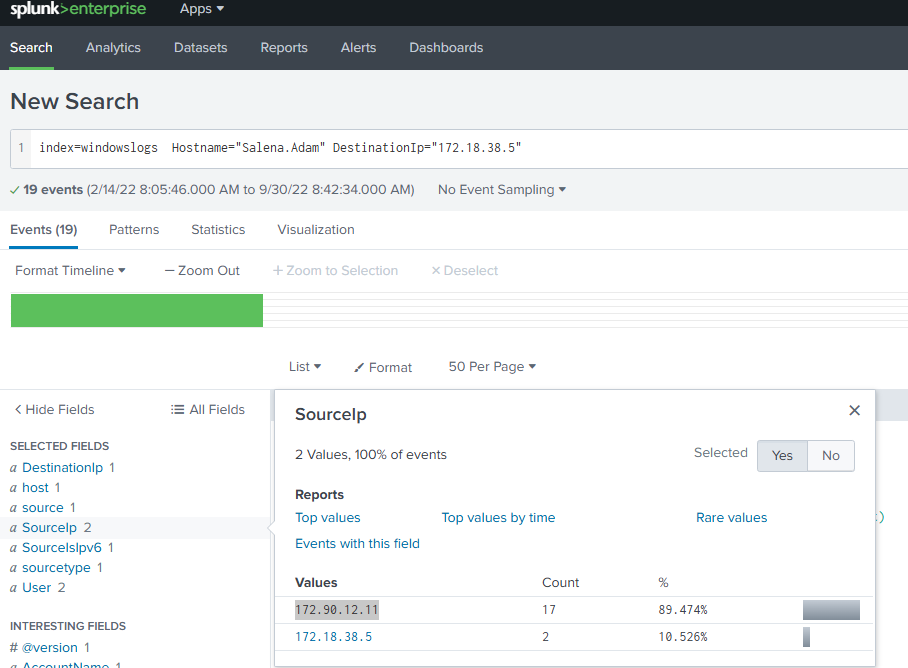 splunk>enterprise Apps ▾
Search Analytics Datasets Reports Alerts Dashboards
New Search
1 index=windowslogs Hostname="Salena.Adam" DestinationIp="172.18.38.5"
✓ 19 events (2/14/22 8:05:46.000 AM to 9/30/22 8:42:34.000 AM) No Event Sampling ▾
Events (19) Patterns Statistics Visualization
Format Timeline ▾ — Zoom Out + Zoom to Selection × Deselect
List ▾ Format 50 Per Page ▾
< Hide Fields All Fields
SELECTED FIELDS
a DestinationIp 1
a host 1
a source 1
a SourceIp 2
a SourceIsIpv6 1
a sourcetype 1
a User 2
INTERESTING FIELDS
# @version 1
a AccountName 1
SourceIp ×
2 Values, 100% of events Selected Yes No
Reports
Top values Top values by time Rare values
Events with this field
Values Count %
172.90.12.11 17 89.474%
172.18.38.5 2 10.526%